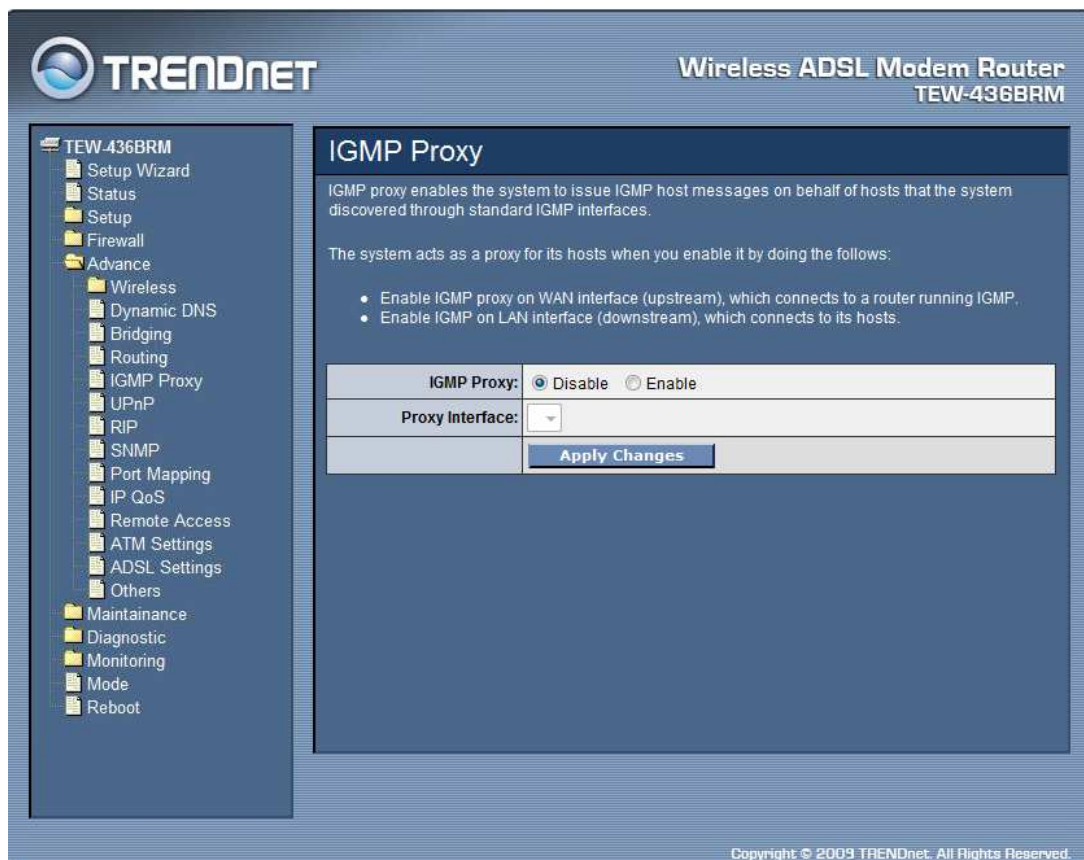 TRENDNET
Wireless ADSL Modem Router
TEW-436BRM
TEW-436BRM
Setup Wizard
Status
Setup
Firewall
Advance
Wireless
Dynamic DNS
Bridging
Routing
IGMP Proxy
UPnP
RIP
SNMP
Port Mapping
IP QoS
Remote Access
ATM Settings
ADSL Settings
Others
Maintainance
Diagnostic
Monitoring
Mode
Reboot
IGMP Proxy
IGMP proxy enables the system to issue IGMP host messages on behalf of hosts that the system
discovered through standard IGMP interfaces.
The system acts as a proxy for its hosts when you enable it by doing the follows:
• Enable IGMP proxy on WAN interface (upstream), which connects to a router running IGMP.
• Enable IGMP on LAN interface (downstream), which connects to its hosts.
IGMP Proxy: Disable Enable
Proxy Interface:
Apply Changes
Copyright © 2009 TRENDnet. All Rights Reserved.